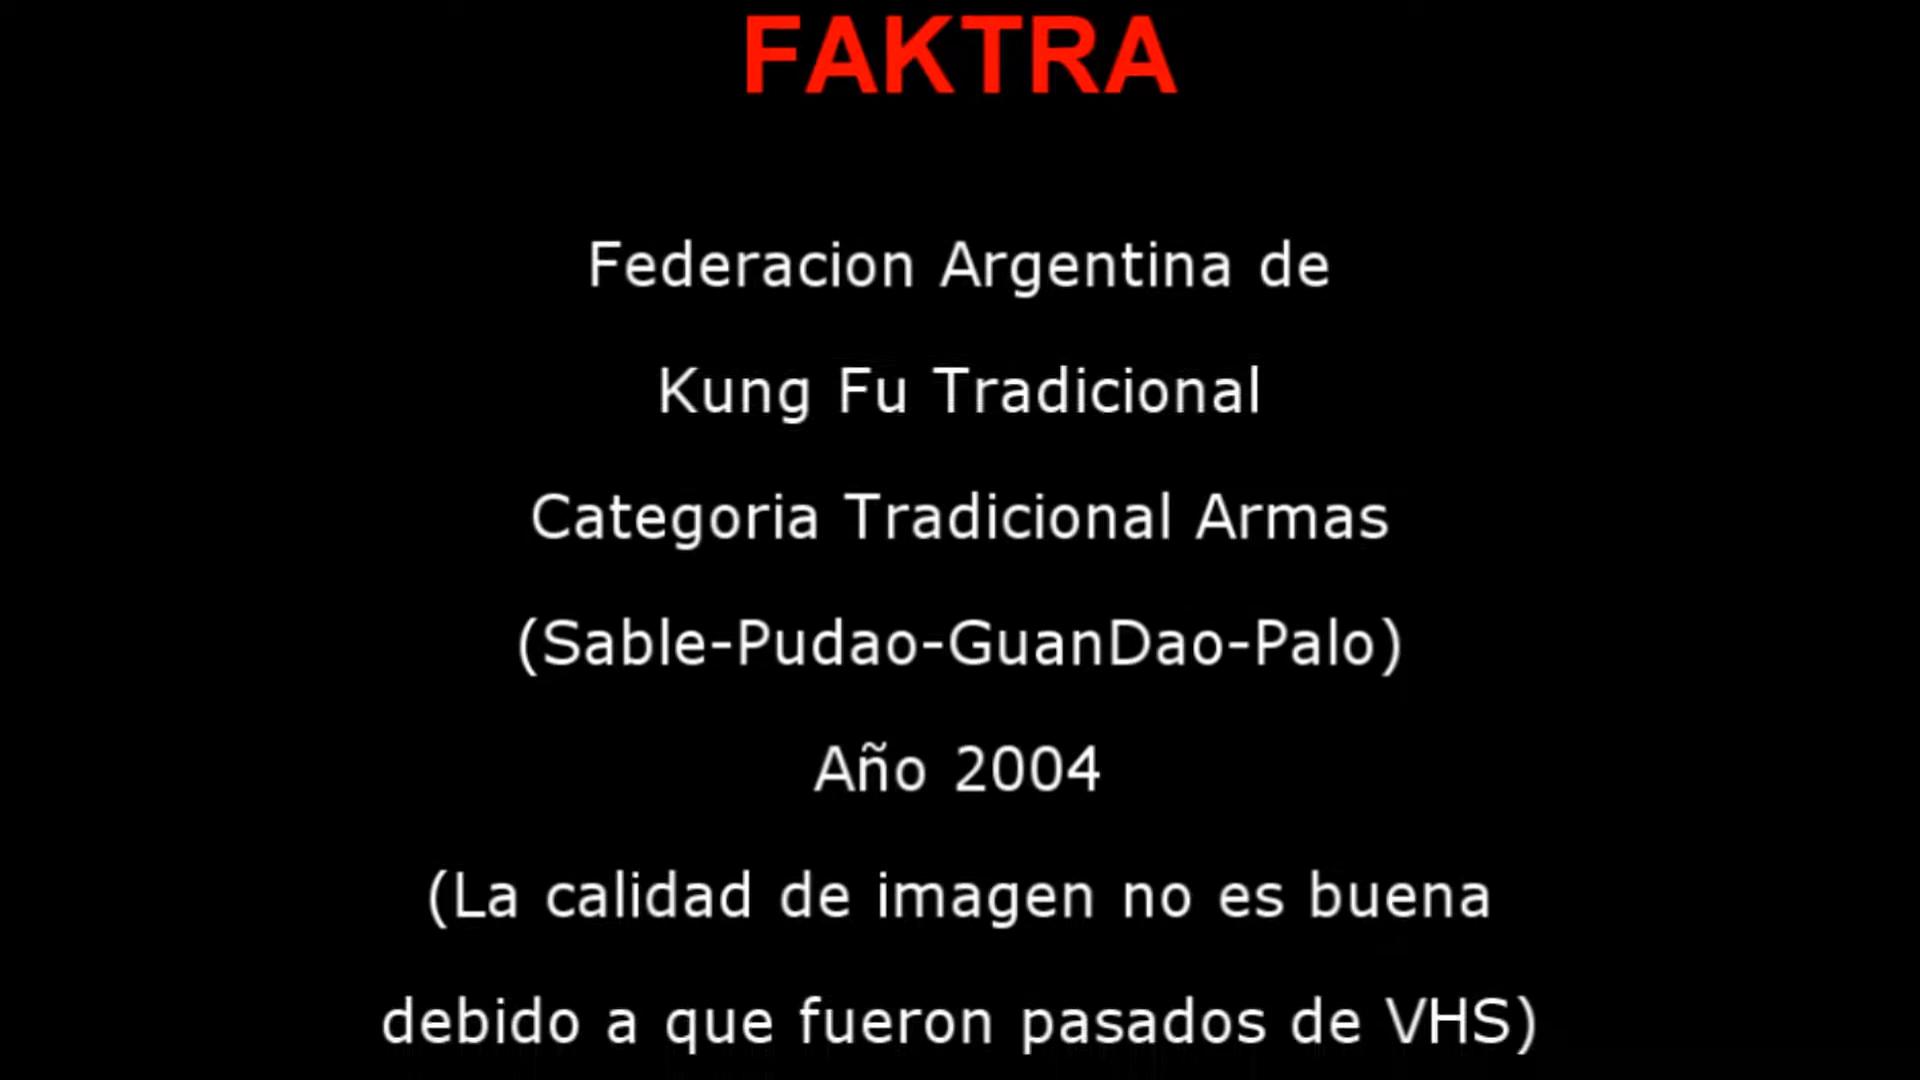 FAKTRA
Federacion Argentina de
Kung Fu Tradicional
Categoria Tradicional Armas
(Sable-Pudao-GuanDao-Palo)
Año 2004
(La calidad de imagen no es buena
debido a que fueron pasados de VHS)